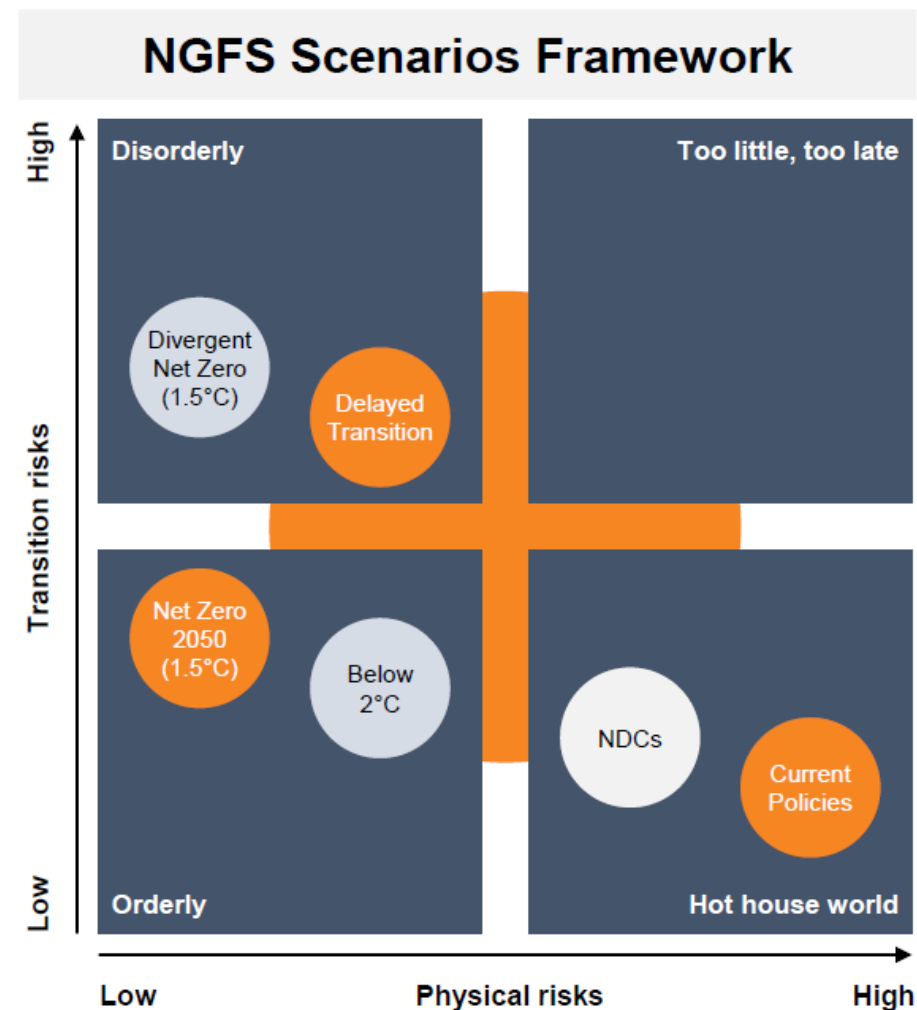 NGFS Scenarios Framework
High
Transition risks
Low
Disorderly
Too little, too late
Divergent
Net Zero
(1.5°C)
Delayed
Transition
Net Zero
2050
(1.5°C)
Below
2°C
NDCs
Current
Policies
Orderly
Hot house world
Low
Physical risks
High